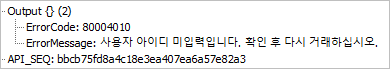 Output {} (2)
ErrorCode: 80004010
ErrorMessage: 사용자 아이디 미입력입니다. 확인 후 다시 거래하십시오.
API_SEQ: bbcb75fd8a4c18e3ea407ea6a57e82a3